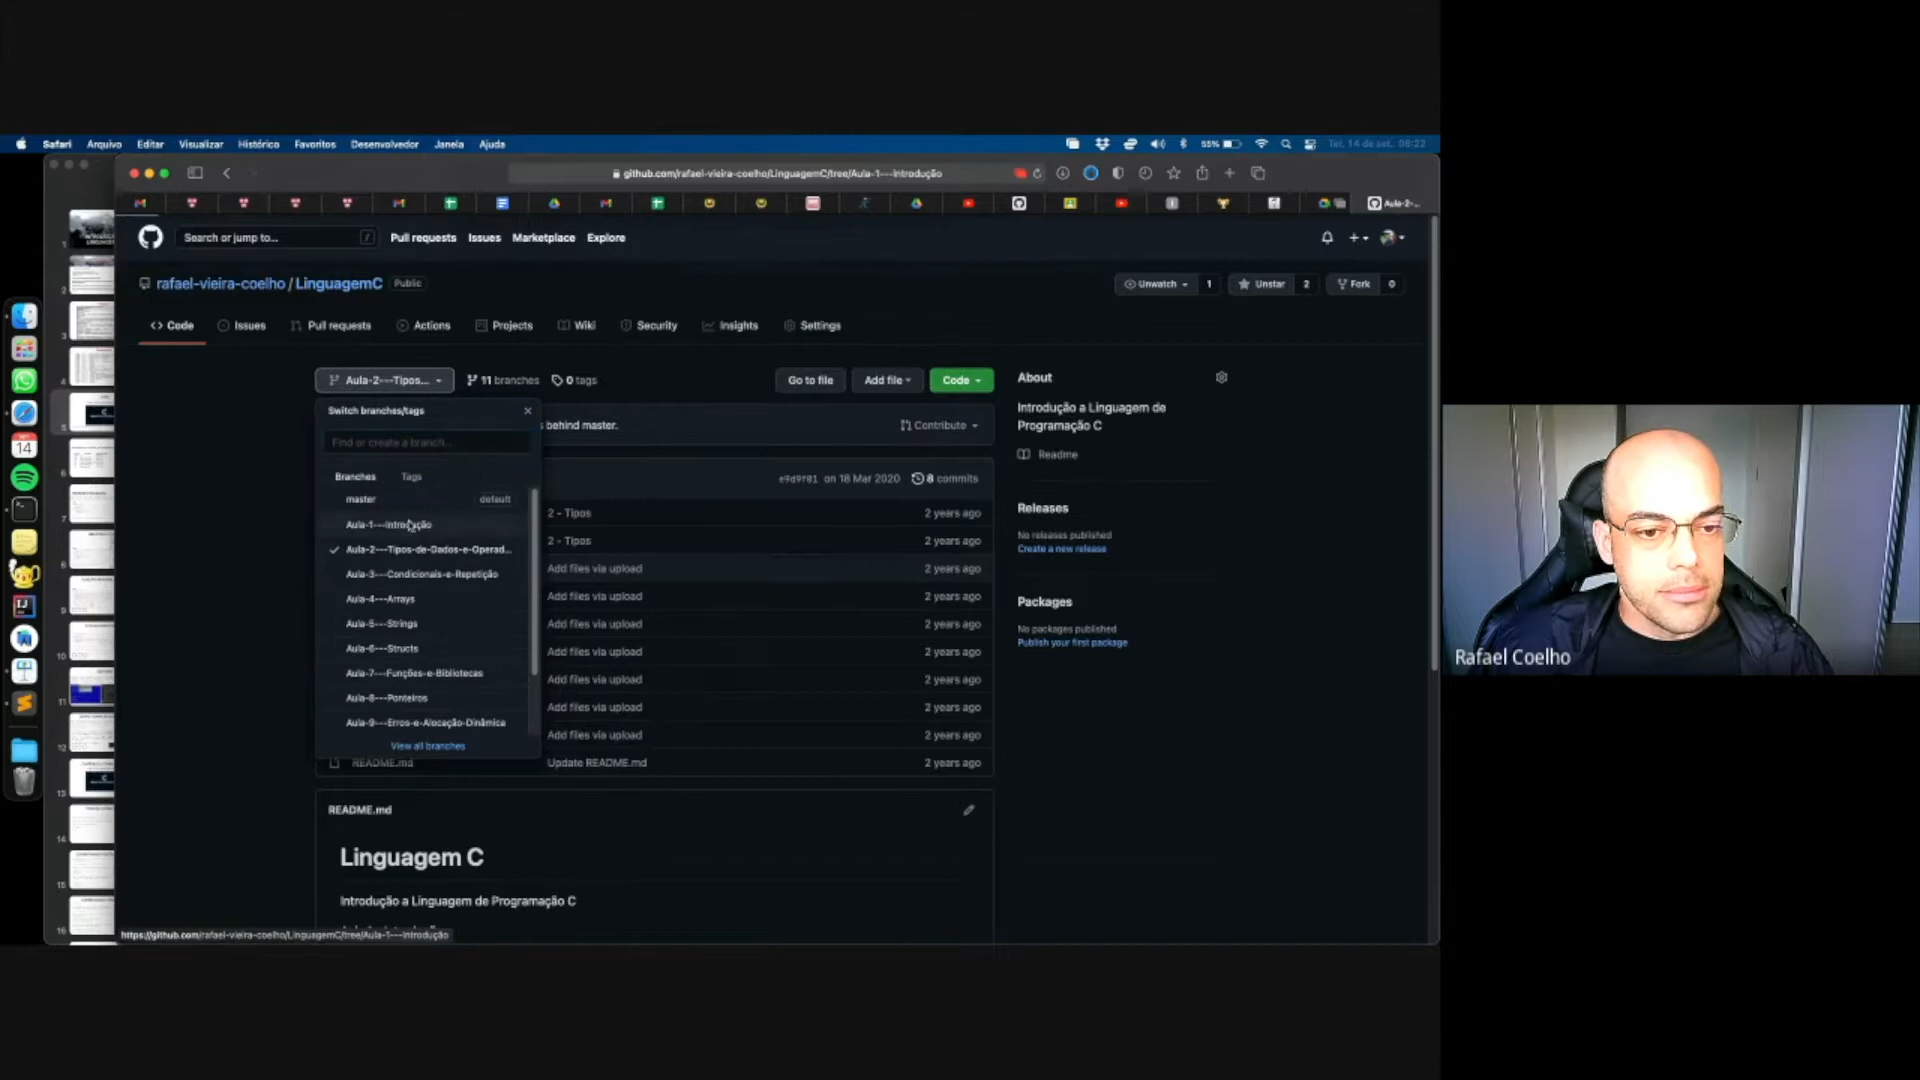 Safari Arquivo Editar Visualizar Histórico Favoritos Desenvolvedor Janela Ajuda
55%
Ter. 14 de set. 08:22
github.com/rafael-vieira-coelho/LinguagemC/tree/Aula-1---Introdução
Aula-2-...
Search or jump to... /
Pull requests Issues Marketplace Explore
rafael-vieira-coelho / LinguagemC Public
Unwatch 1 Unstar 2 Fork 0
Code Issues Pull requests Actions Projects Wiki Security Insights Settings
Aula-2---Tipos... 11 branches 0 tags
Go to file Add file Code
Switch branches/tags
behind master.
Contribute
Find or create a branch...
Branches Tags
master default
Aula-1---Introdução
Aula-2---Tipos-de-Dados-e-Operad...
Aula-3---Condicionais-e-Repetição
Aula-4---Arrays
Aula-5---Strings
Aula-6---Structs
Aula-7---Funções-e-Bibliotecas
Aula-8---Ponteiros
Aula-9---Erros-e-Alocação-Dinâmica
View all branches
on 18 Mar 2020 8 commits
2 - Tipos 2 years ago
2 - Tipos 2 years ago
Add files via upload 2 years ago
Add files via upload 2 years ago
Add files via upload 2 years ago
Add files via upload 2 years ago
Add files via upload 2 years ago
Add files via upload 2 years ago
Add files via upload 2 years ago
README.md Update README.md 2 years ago
README.md
Linguagem C
Introdução a Linguagem de Programação C
https://github.com/rafael-vieira-coelho/LinguagemC/tree/Aula-1---Introdução
About
Introdução a Linguagem de
Programação C
Readme
Releases
No releases published
Create a new release
Packages
No packages published
Publish your first package
14
Rafael Coelho